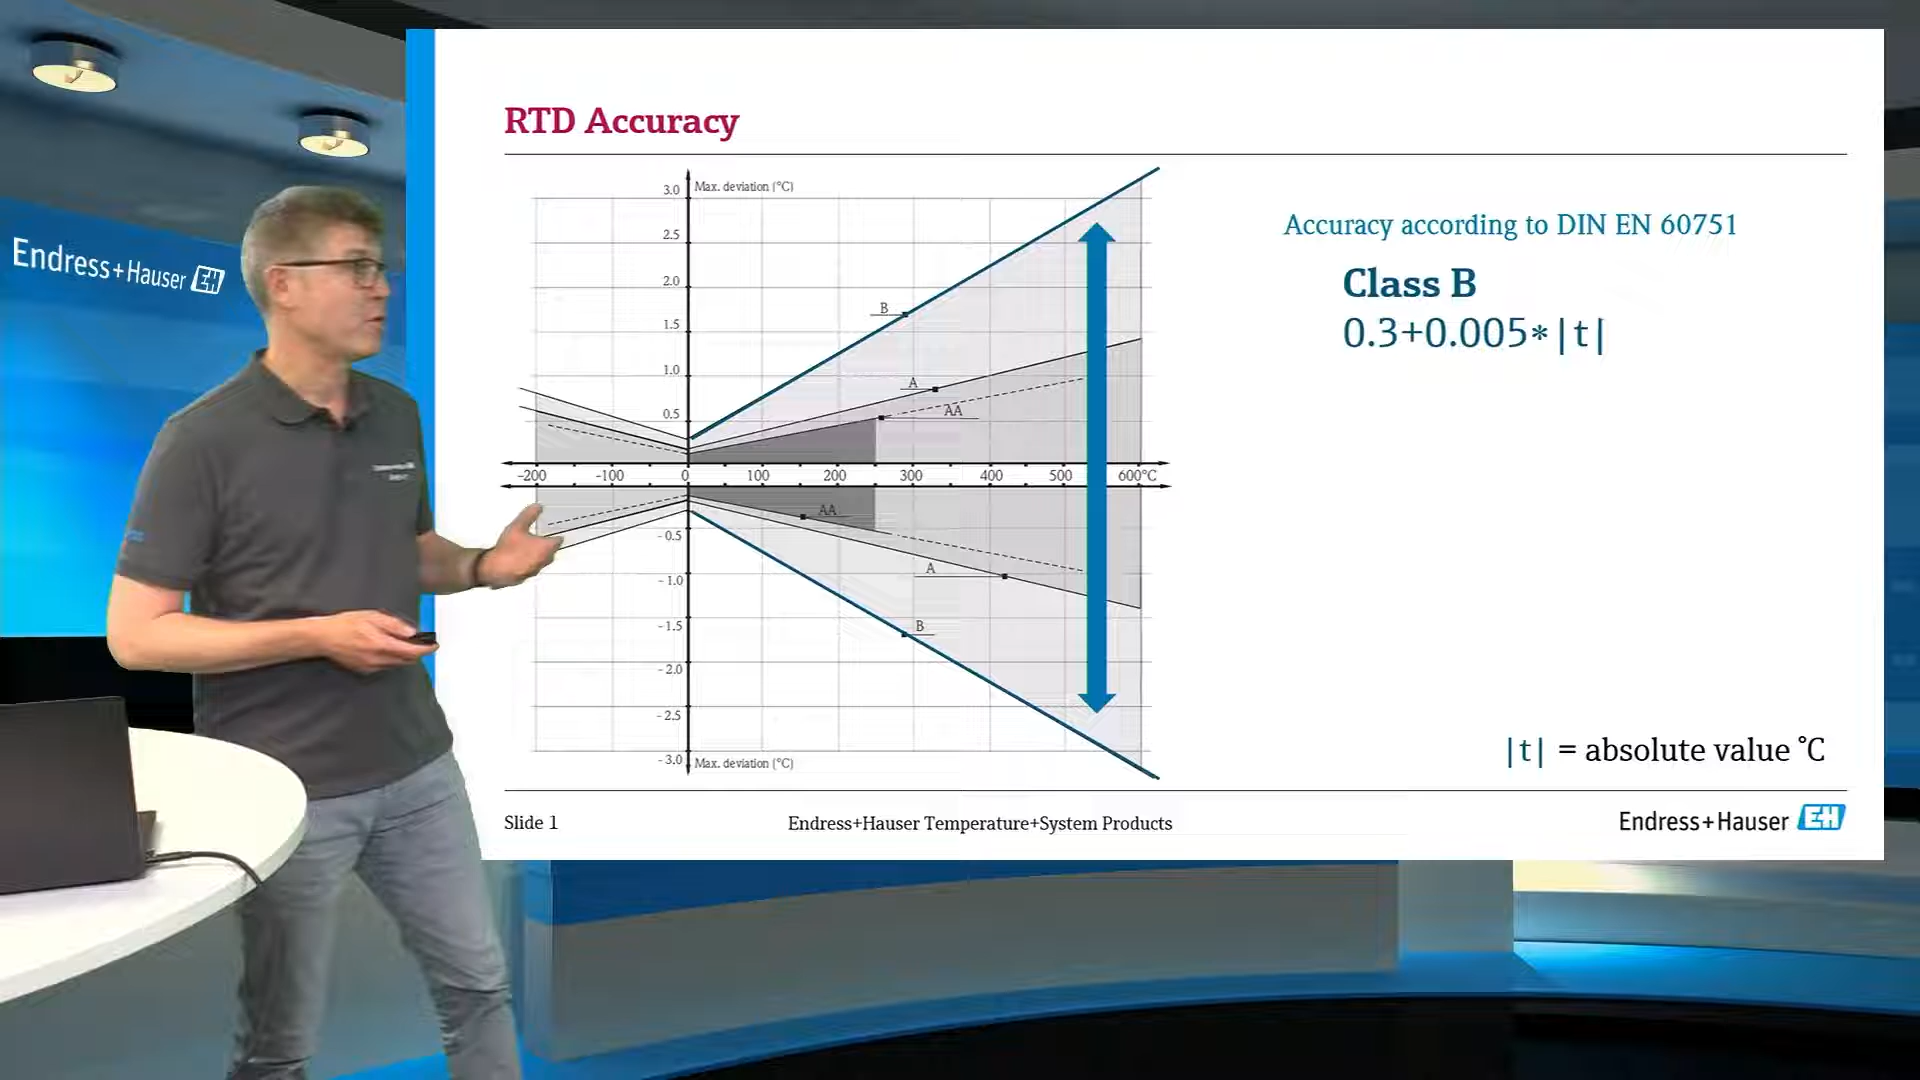 Endress+Hauser EH
RTD Accuracy
Max. deviation (°C)
3.0
2.5
2.0
1.5
1.0
0.5
B
A
AA
-200 -100 0 100 200 300 400 500 600°C
AA
A
B
- 0.5
- 1.0
- 1.5
- 2.0
- 2.5
- 3.0
Max. deviation (°C)
Accuracy according to DIN EN 60751
Class B
0.3+0.005*|t|
|t| = absolute value °C
Slide 1
Endress+Hauser Temperature+System Products
Endress+Hauser EH